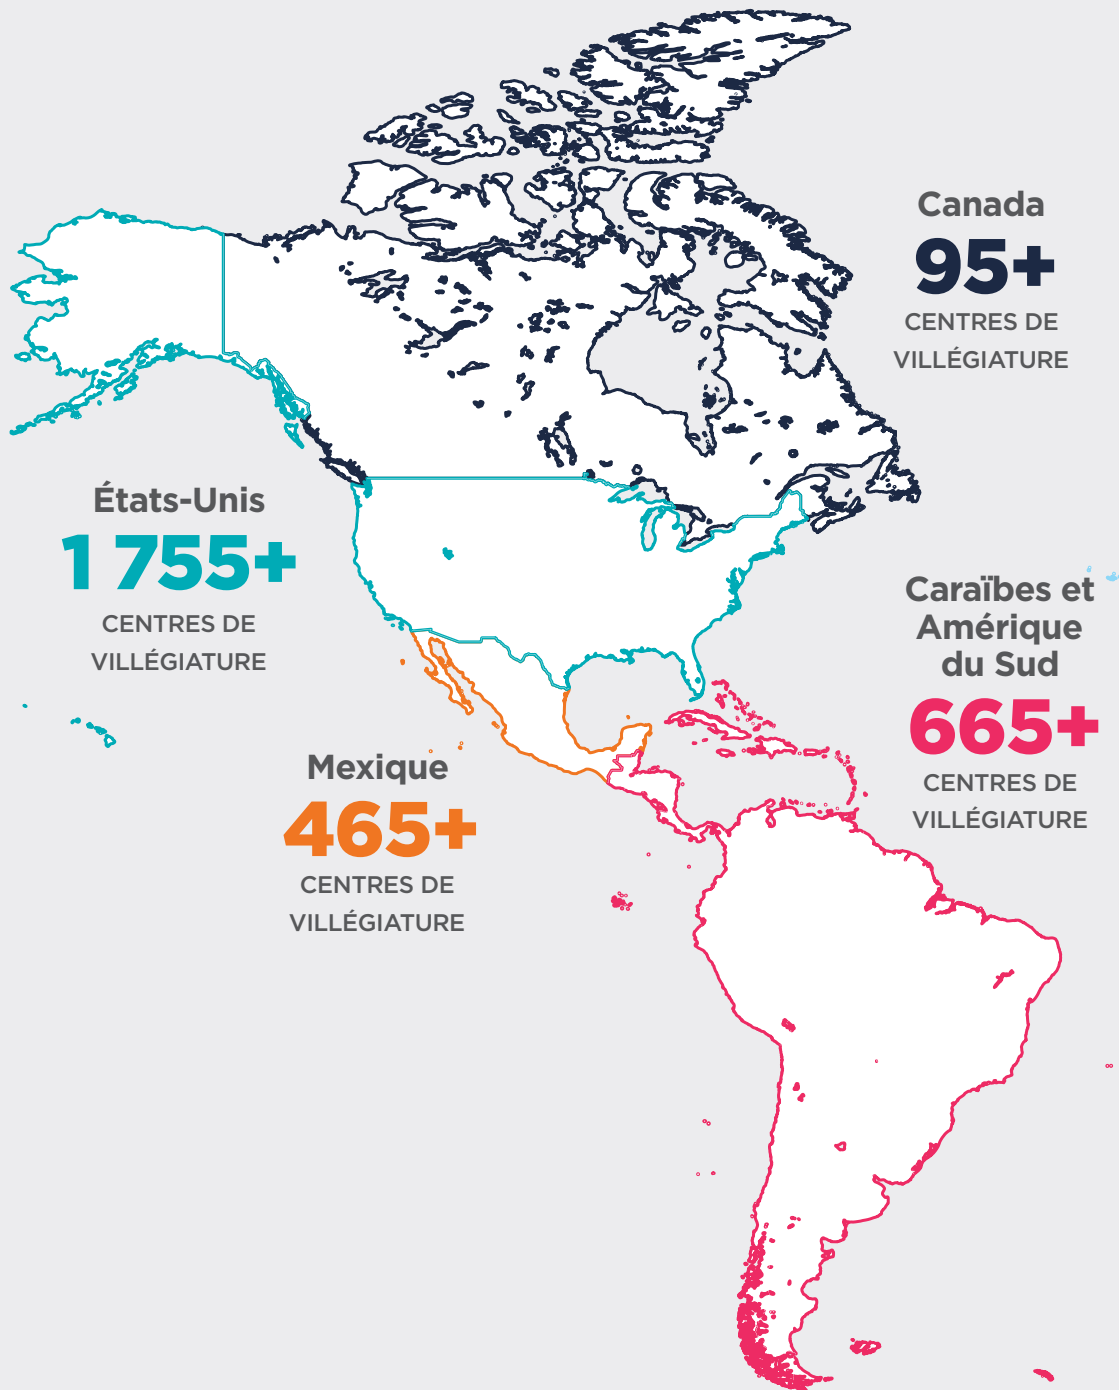 Canada
95+
CENTRES DE
VILLÉGIATURE
États-Unis
1 755+
CENTRES DE
VILLÉGIATURE
Caraïbes et
Amérique
du Sud
665+
CENTRES DE
VILLÉGIATURE
Mexique
465+
CENTRES DE
VILLÉGIATURE